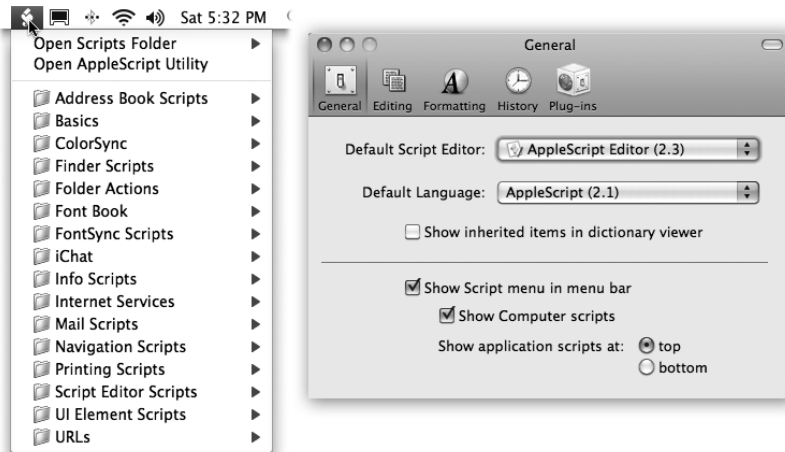 Sat 5:32 PM
Open Scripts Folder
Open AppleScript Utility
Address Book Scripts
Basics
ColorSync
Finder Scripts
Folder Actions
Font Book
FontSync Scripts
iChat
Info Scripts
Internet Services
Mail Scripts
Navigation Scripts
Printing Scripts
Script Editor Scripts
UI Element Scripts
URLs
General
General Editing Formatting History Plug-ins
Default Script Editor: AppleScript Editor (2.3)
Default Language: AppleScript (2.1)
Show inherited items in dictionary viewer
Show Script menu in menu bar
Show Computer scripts
Show application scripts at: top
bottom